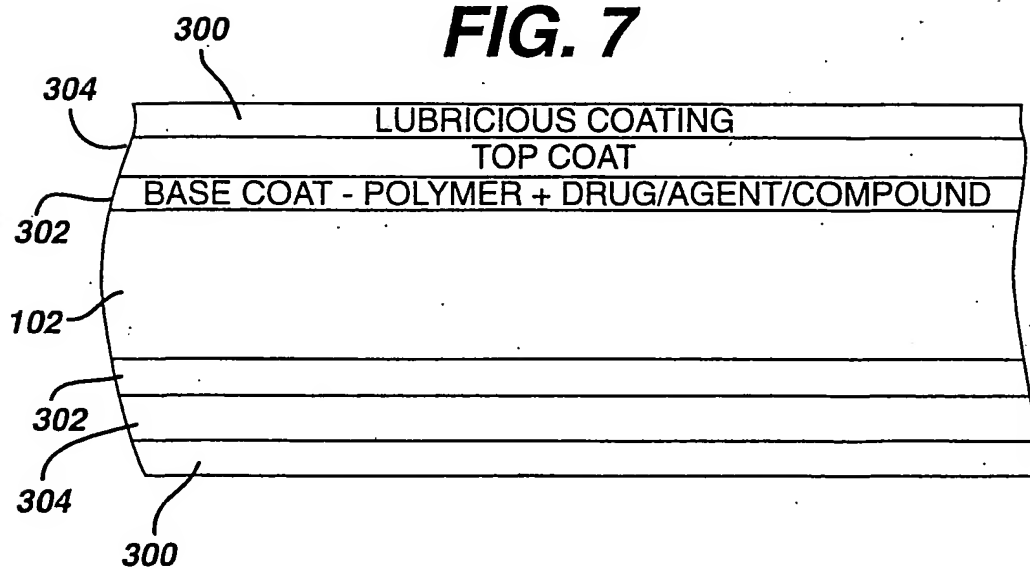 FIG. 7
300
304
LUBRICIOUS COATING
TOP COAT
BASE COAT - POLYMER + DRUG/AGENT/COMPOUND
302
102
302
304
300